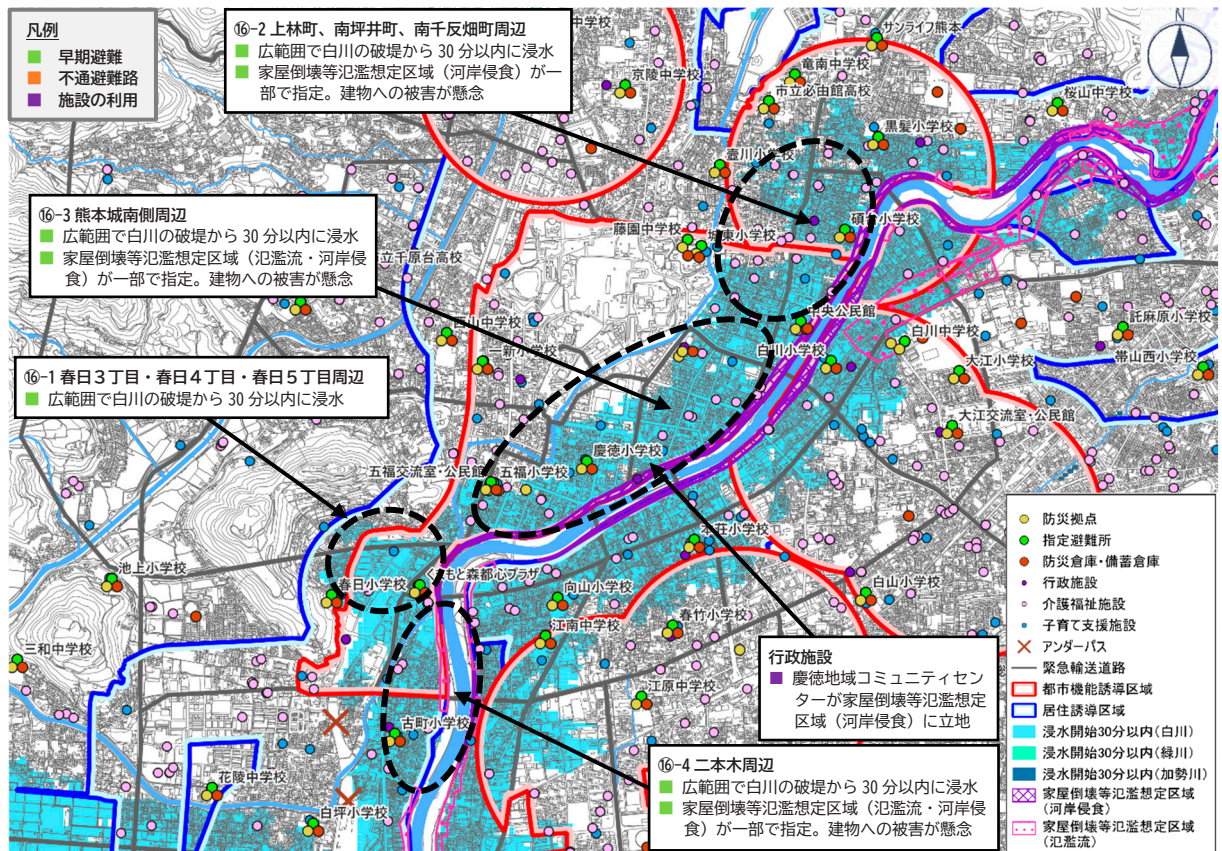 凡例
早期避難
不通避難路
施設の利用
⑯-2 上林町、南坪井町、南千反畑町周辺
広範囲で白川の破堤から 30 分以内に浸水
家屋倒壊等氾濫想定区域（河岸侵食）が一
部で指定。建物への被害が懸念
中学校
サンライフ熊本
N
京陵中学校
竜南中学校
市立必由館高校
桜山中学校
黒髪小学校
壺川小学校
⑯-3 熊本城南側周辺
広範囲で白川の破堤から 30 分以内に浸水
家屋倒壊等氾濫想定区域（氾濫流・河岸侵
食）が一部で指定。建物への被害が懸念
藤園中学校
城東小学校
碩台小学校
立千原台高校
中央公民館
山中学校
一新小学校
白川小学校
白川中学校
託麻原小学校
大江小学校
帯山西小学校
⑯-1 春日３丁目・春日４丁目・春日５丁目周辺
広範囲で白川の破堤から 30 分以内に浸水
大江交流室・公民館
慶徳小学校
五福交流室・公民館
五福小学校
本荘小学校
池上小学校
春日小学校
くまもと森都心プラザ
向山小学校
白山小学校
春竹小学校
江南中学校
三和中学校
江原中学校
古町小学校
花陵中学校
白坪小学校
行政施設
慶徳地域コミュニティセン
ターが家屋倒壊等氾濫想定
区域（河岸侵食）に立地
⑯-4 二本木周辺
広範囲で白川の破堤から 30 分以内に浸水
家屋倒壊等氾濫想定区域（氾濫流・河岸侵
食）が一部で指定。建物への被害が懸念
防災拠点
指定避難所
防災倉庫・備蓄倉庫
行政施設
介護福祉施設
子育て支援施設
アンダーパス
緊急輸送道路
都市機能誘導区域
居住誘導区域
浸水開始30分以内（白川）
浸水開始30分以内（緑川）
浸水開始30分以内（加勢川）
家屋倒壊等氾濫想定区域
（河岸侵食）
家屋倒壊等氾濫想定区域
（氾濫流）